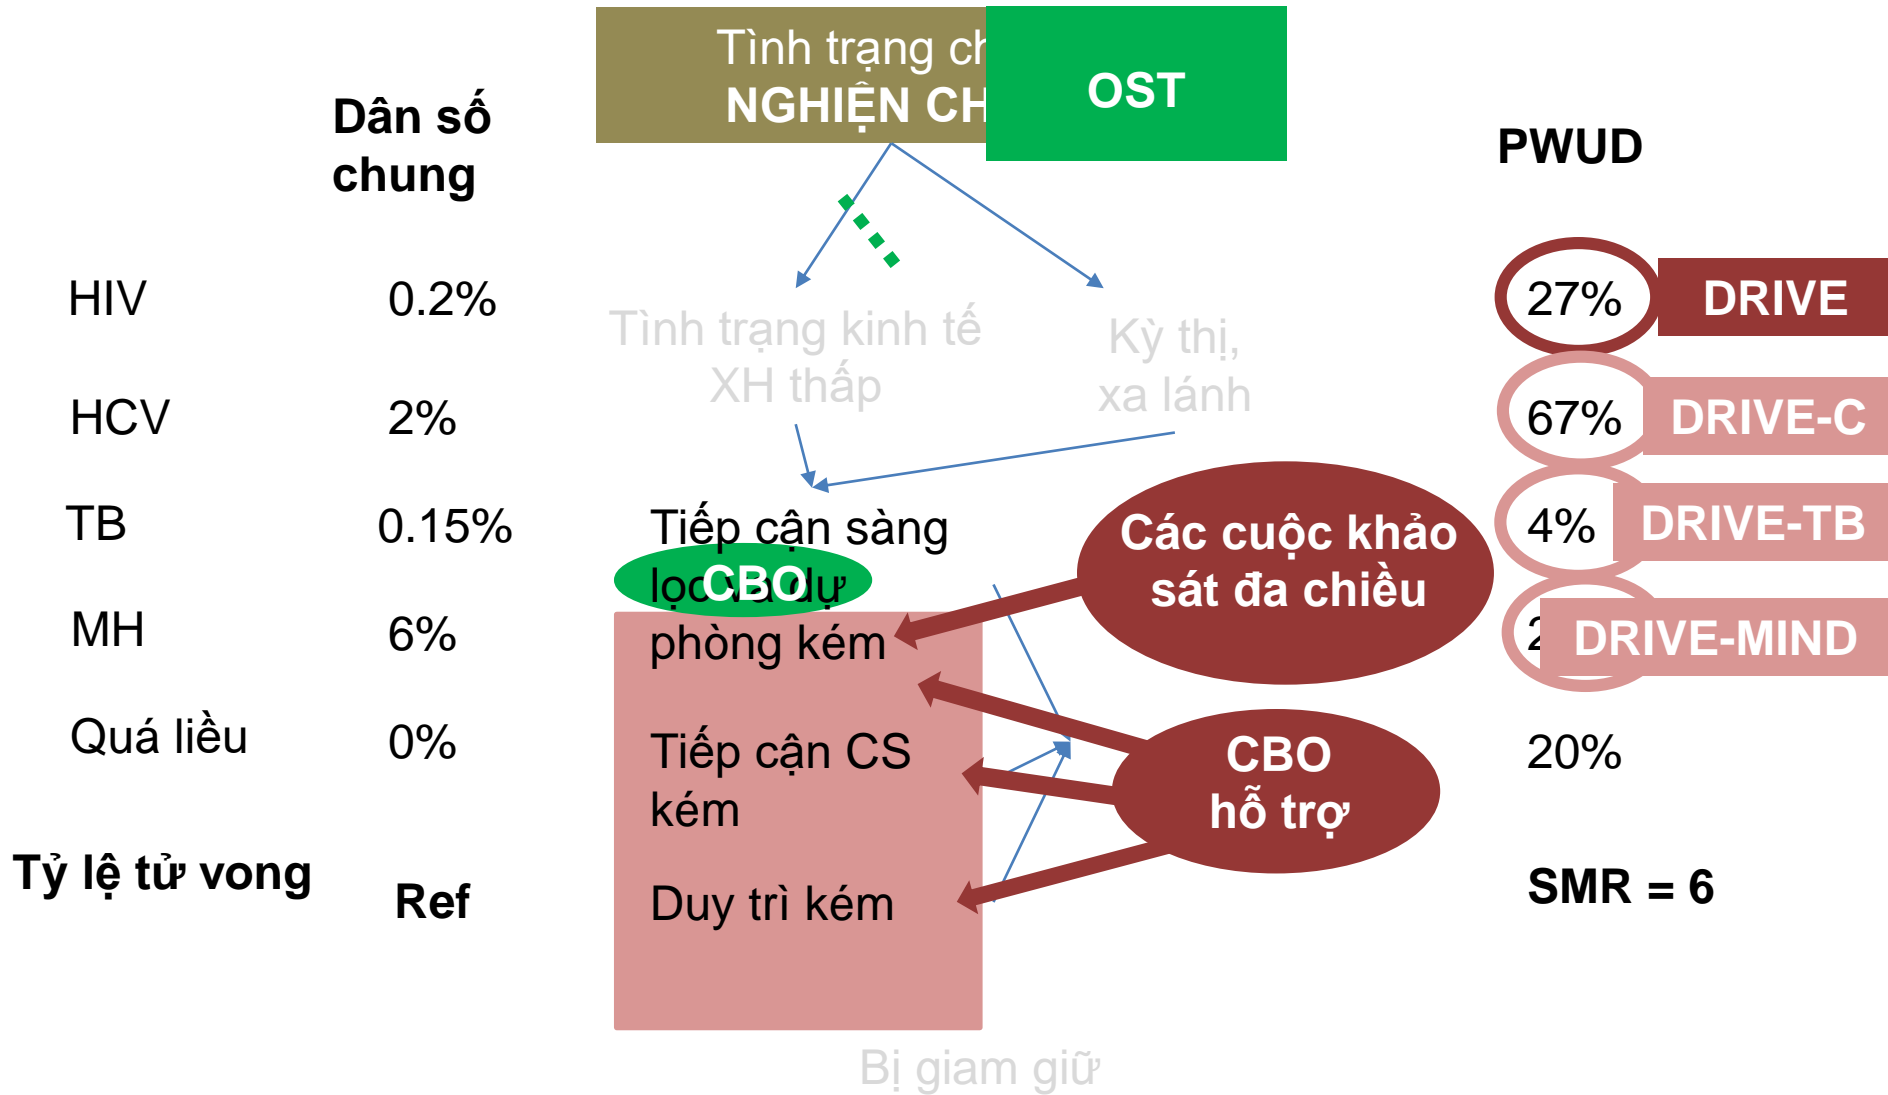 Tình trạng
NGHIỆN
OST
Dân số
chung
PWUD
HIV
0.2%
27%
DRIVE
Tình trạng kinh tế
XH thấp
Kỳ thị,
xa lánh
HCV
2%
67%
DRIVE-C
TB
0.15%
Tiếp cận sàng
lọc và dự
phòng kém
CBO
Các cuộc khảo
sát đa chiều
4%
DRIVE-TB
MH
6%
DRIVE-MIND
Quá liều
0%
Tiếp cận CS
kém
CBO
hỗ trợ
20%
Tỷ lệ tử vong
Ref
Duy trì kém
SMR = 6
Bị giam giữ